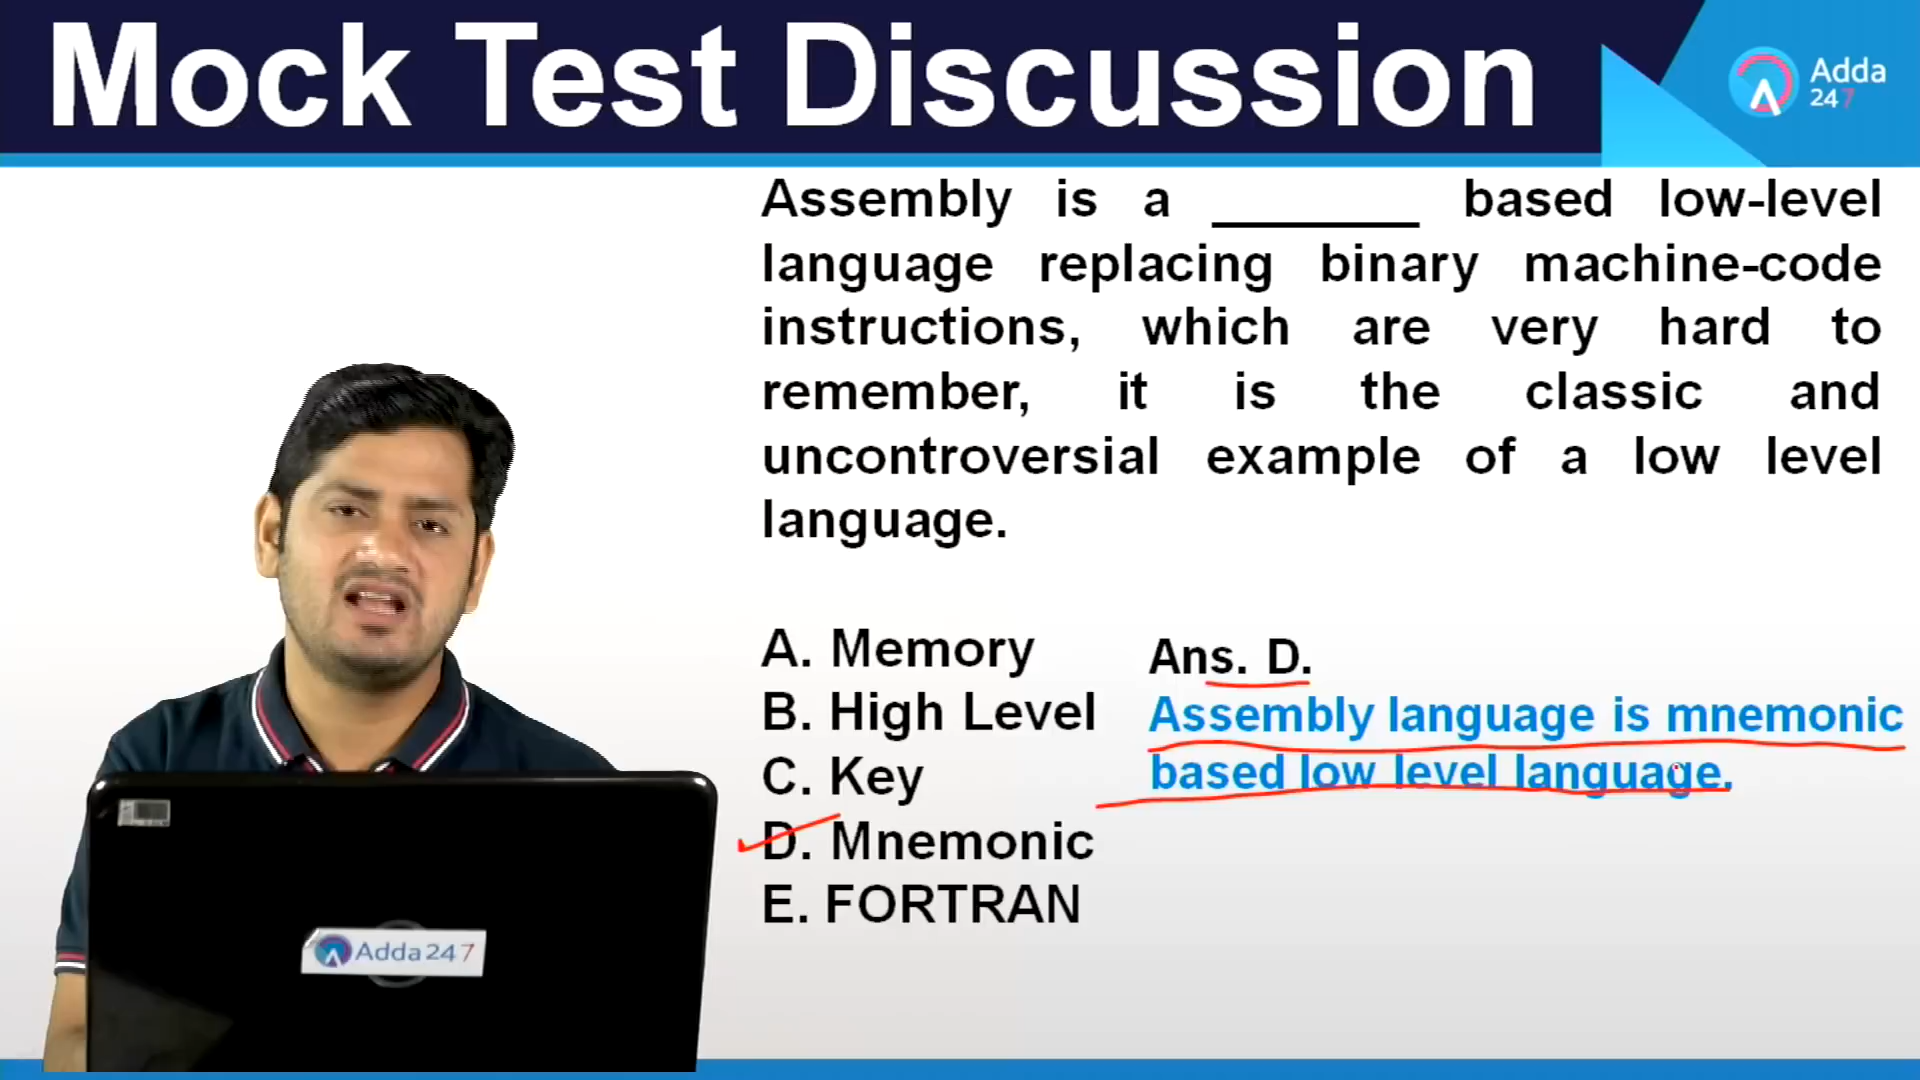 Mock Test Discussion
Adda
247
Assembly is a _______ based low-level
language replacing binary machine-code
instructions, which are very hard to
remember, it is the classic and
uncontroversial example of a low level
language.
A. Memory
B. High Level
C. Key
D. Mnemonic
E. FORTRAN
Ans. D.
Assembly language is mnemonic
based low level language.
Adda247